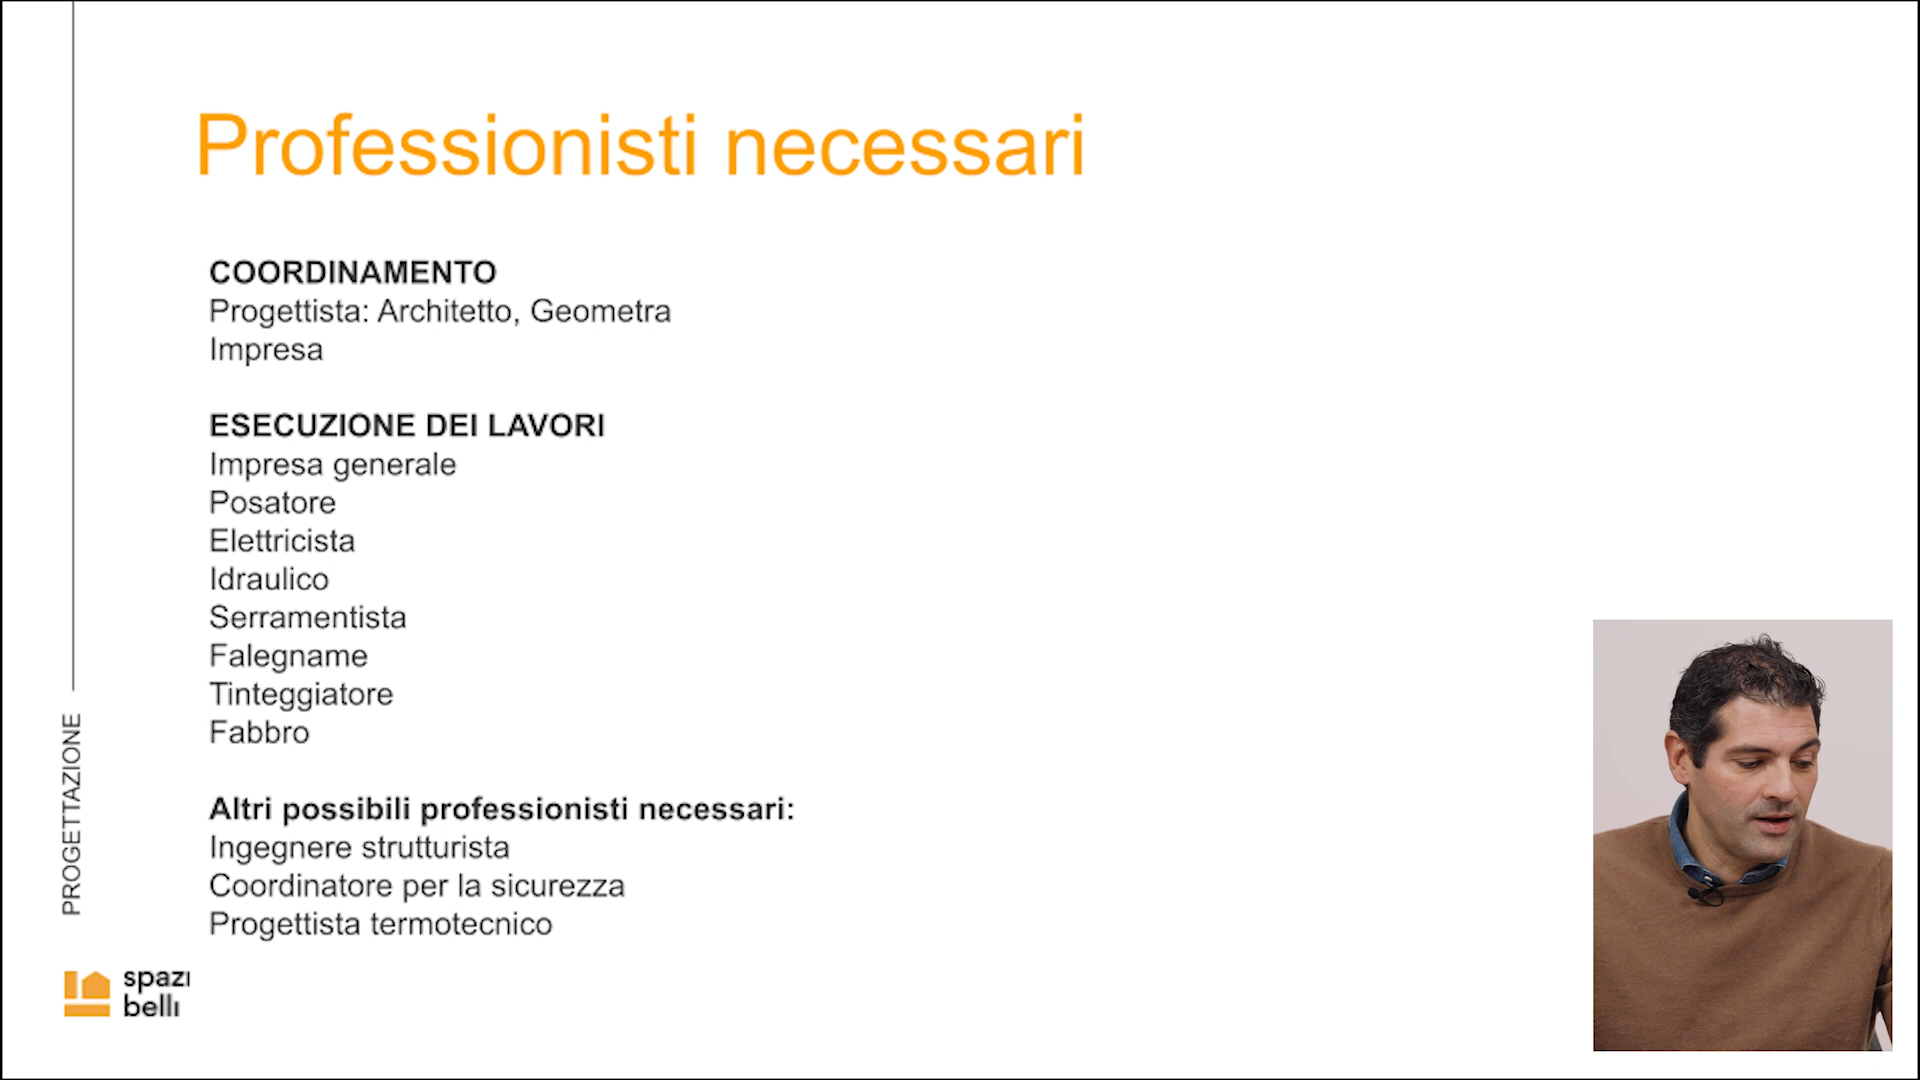 Professionisti necessari
COORDINAMENTO
Progettista: Architetto, Geometra
Impresa
ESECUZIONE DEI LAVORI
Impresa generale
Posatore
Elettricista
Idraulico
Serramentista
Falegname
Tinteggiatore
Fabbro
Altri possibili professionisti necessari:
Ingegnere strutturista
Coordinatore per la sicurezza
Progettista termotecnico
PROGETTAZIONE
spazi
belli